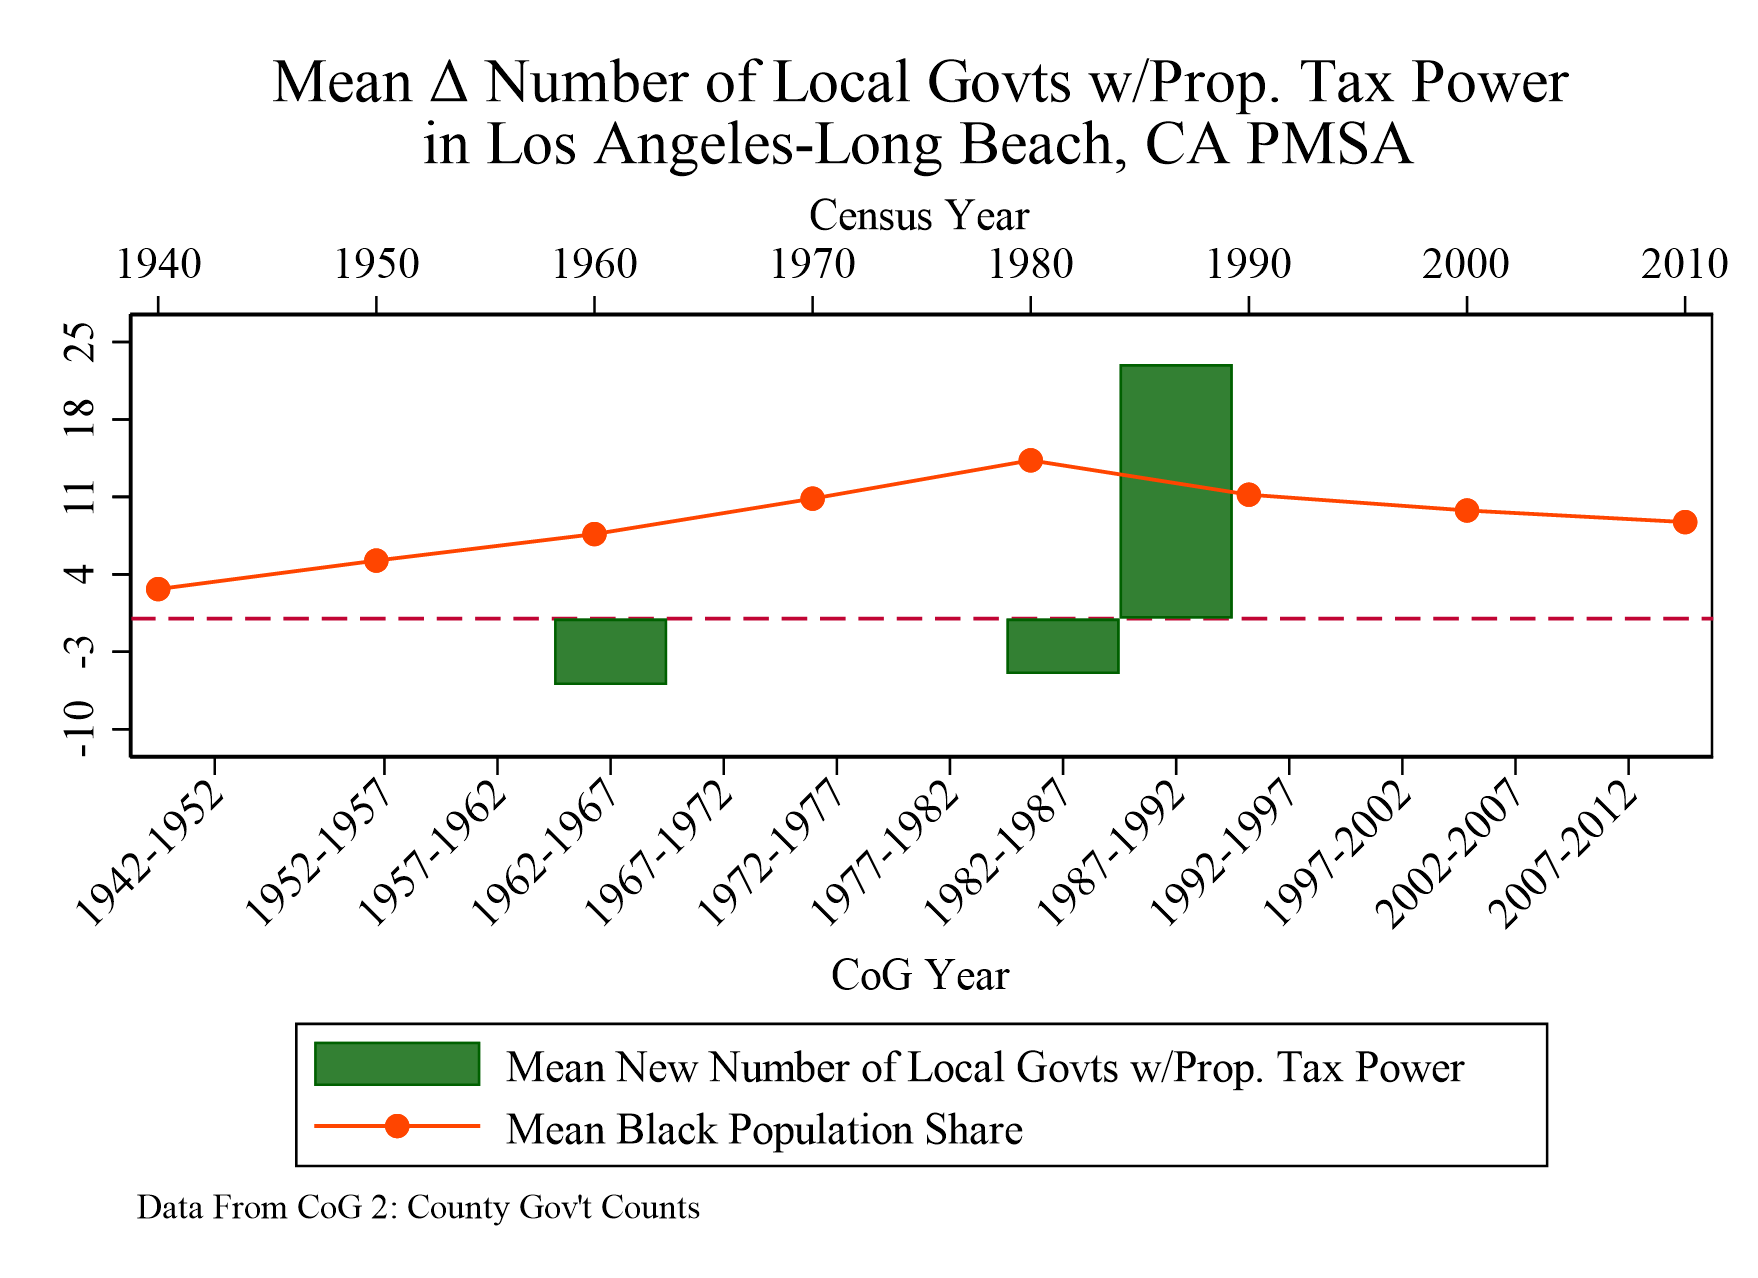 Mean Δ Number of Local Govts w/Prop. Tax Power
in Los Angeles-Long Beach, CA PMSA
Census Year
1940 1950 1960 1970 1980 1990 2000 2010
25
18
11
4
-3
-10
1942-1952 1952-1957 1957-1962 1962-1967 1967-1972 1972-1977 1977-1982 1982-1987 1987-1992 1992-1997 1997-2002 2002-2007 2007-2012
CoG Year
Mean New Number of Local Govts w/Prop. Tax Power
Mean Black Population Share
Data From CoG 2: County Gov't Counts